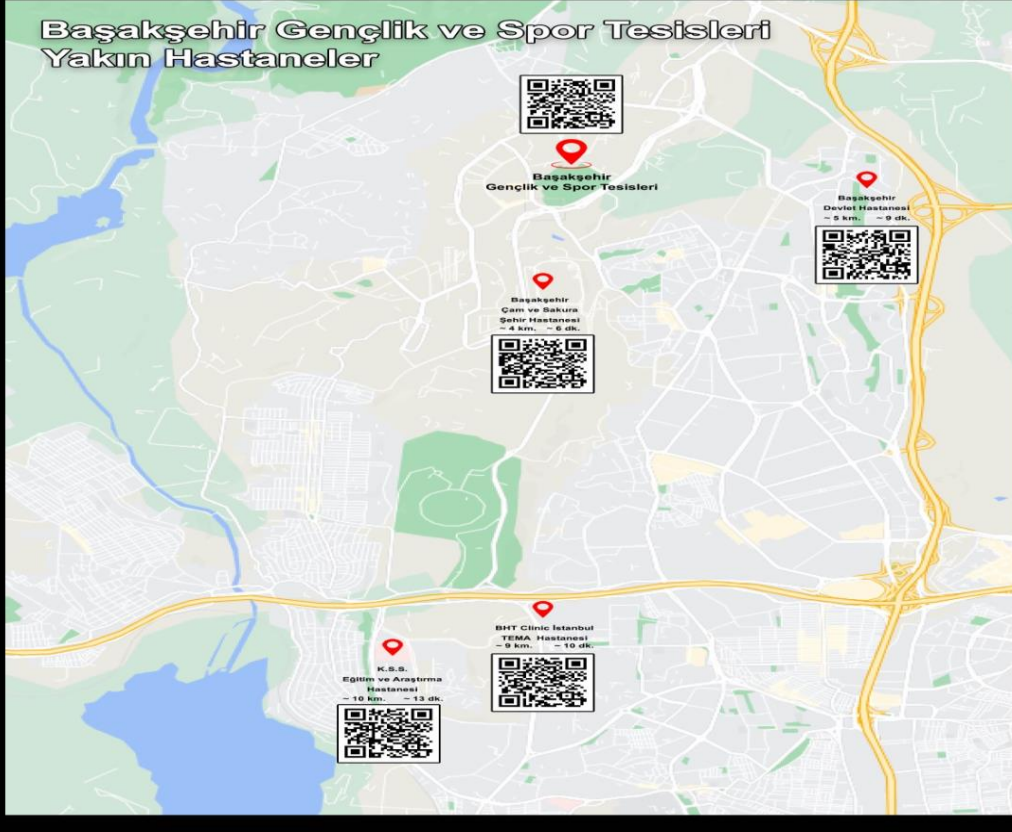 Başakşehir Gençlik ve Spor Tesisleri
Yakın Hastaneler
Başakşehir
Gençlik ve Spor Tesisleri
Başakşehir
Devlet Hastanesi
~ 5 km. ~ 9 dk.
Başakşehir
Çam ve Sakura
Şehir Hastanesi
~ 4 km. ~ 6 dk.
BHT Clinic İstanbul
TEMA Hastanesi
~ 9 km. ~ 10 dk.
K.S.S.
Eğitim ve Araştırma
Hastanesi
~ 10 km. ~ 13 dk.